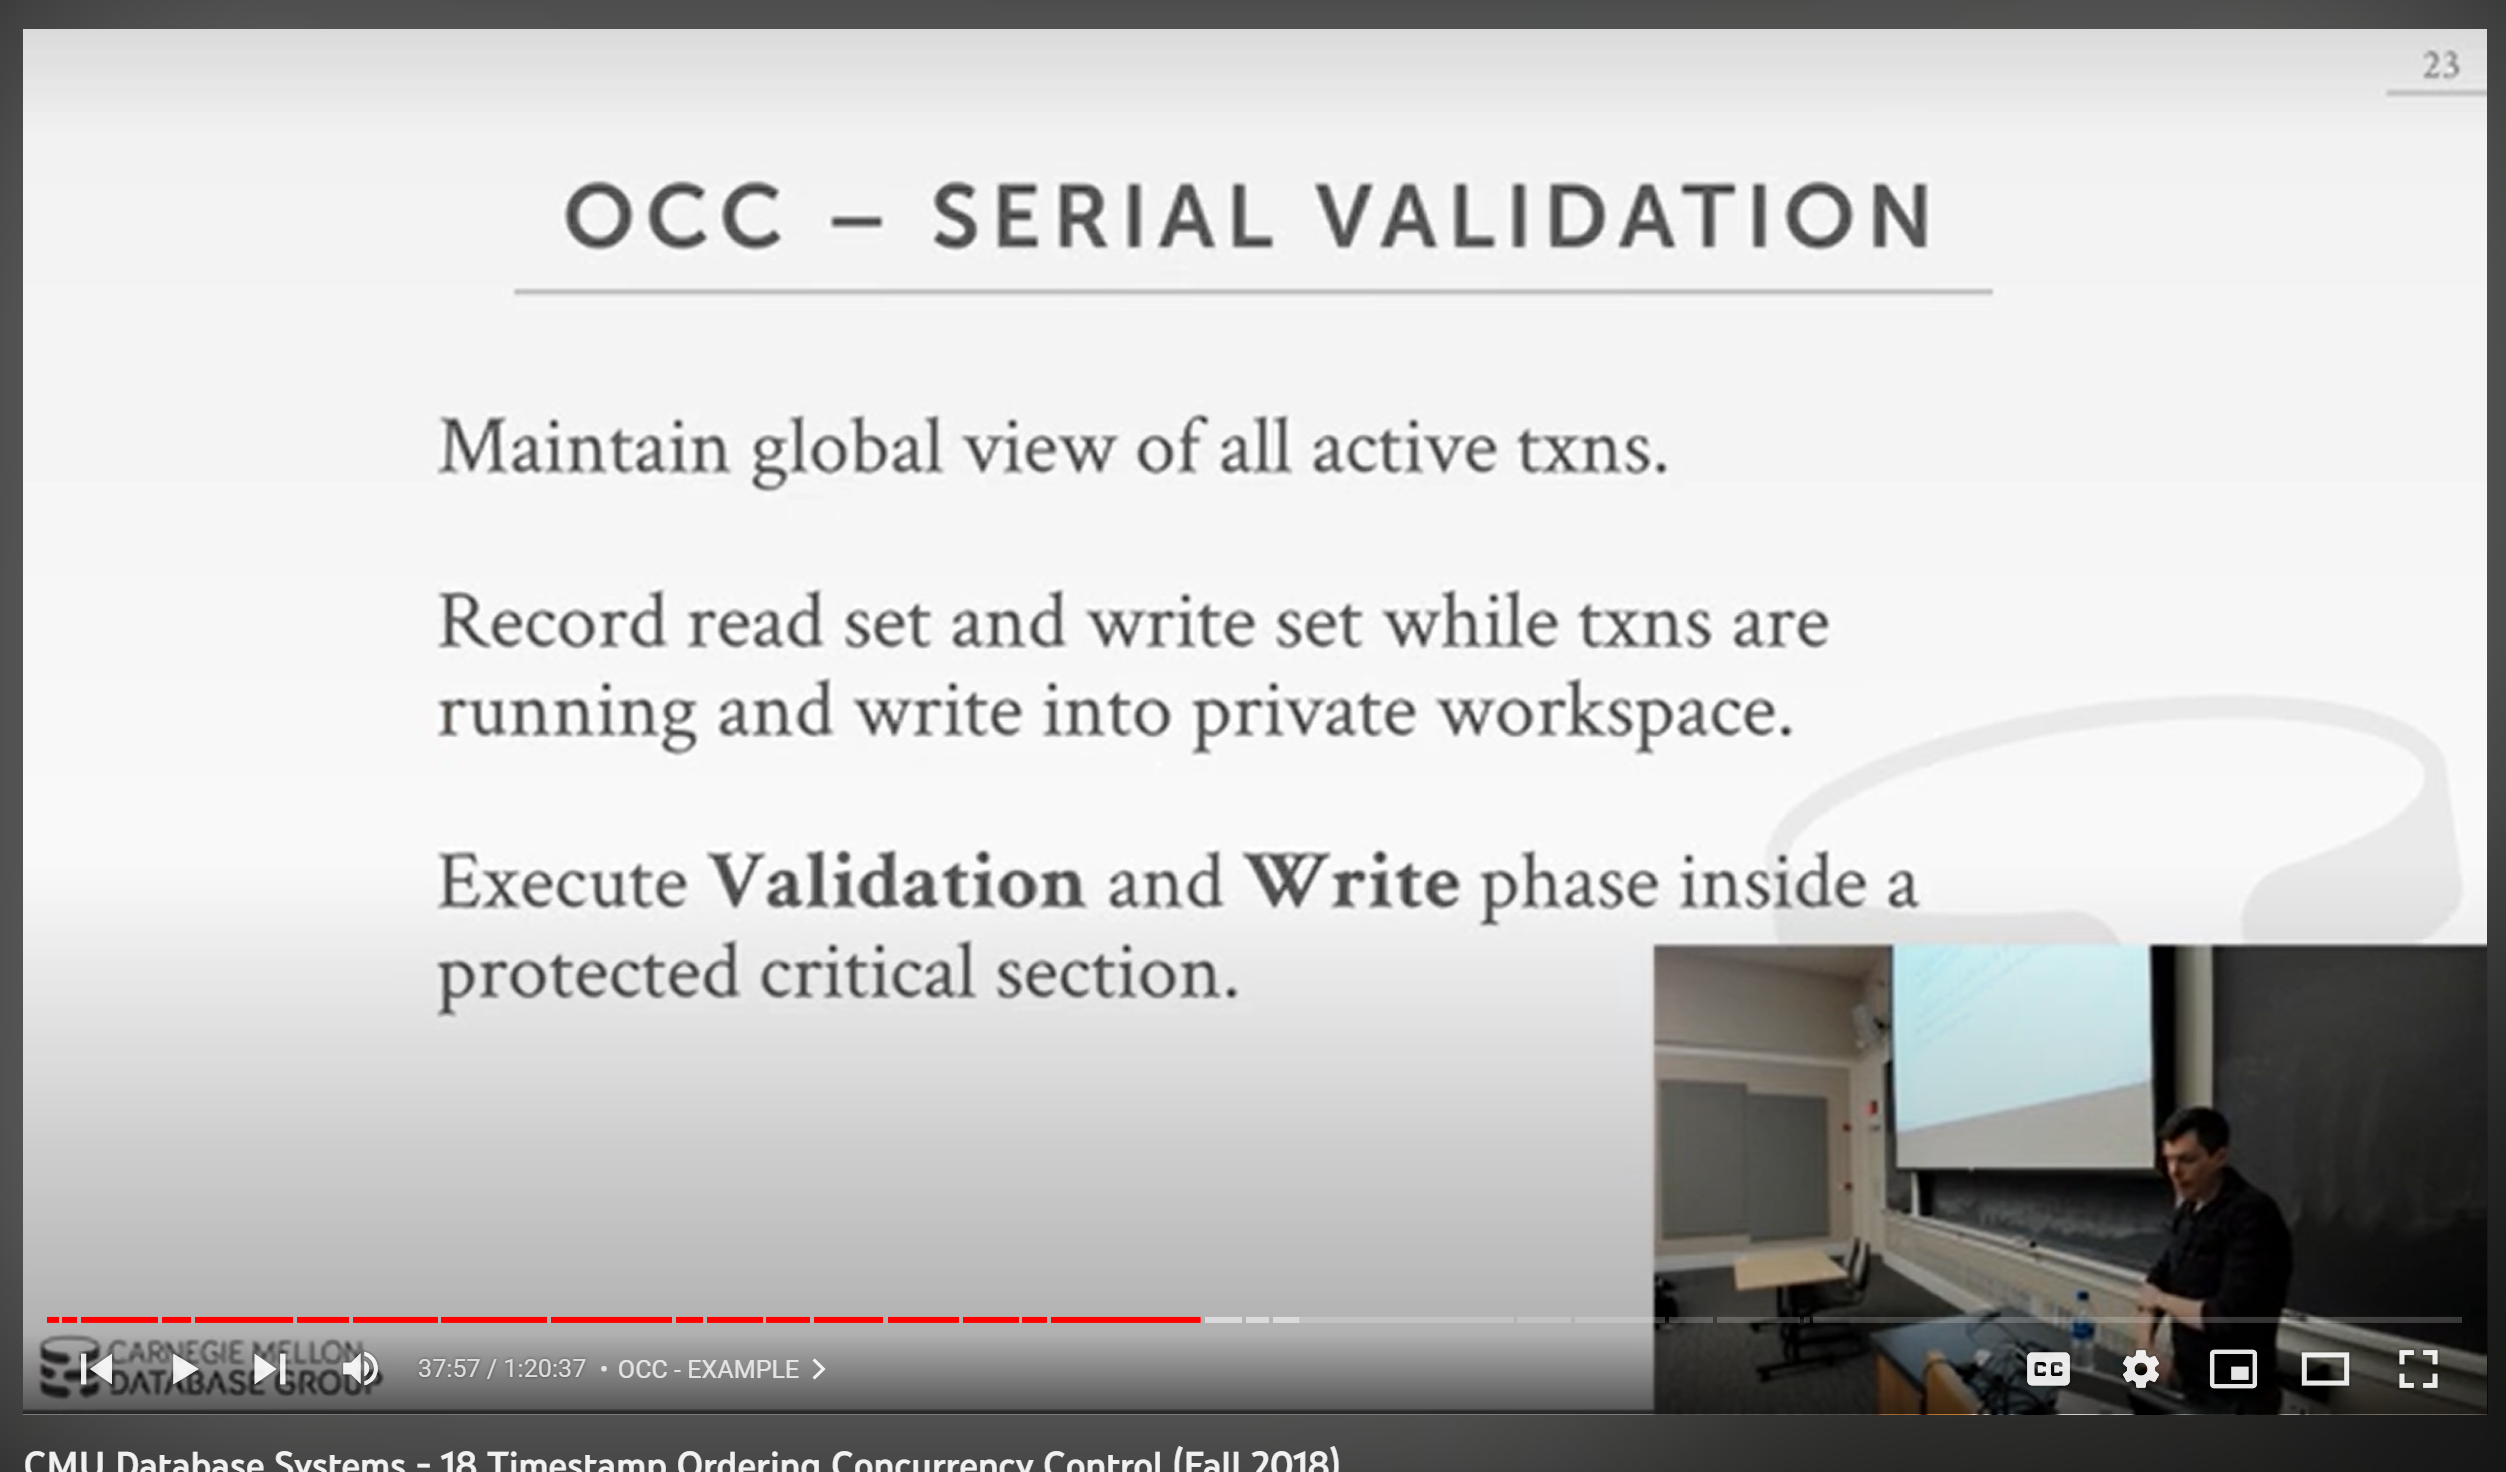 23
OCC – SERIAL VALIDATION
Maintain global view of all active txns.
Record read set and write set while txns are
running and write into private workspace.
Execute Validation and Write phase inside a
protected critical section.
CARNEGIE MELLON
DATABASE GROUP
37:57 / 1:20:37 • OCC - EXAMPLE
CC
CMU Database Systems - 18 Timestamp Ordering Concurrency Control (Fall 2018)